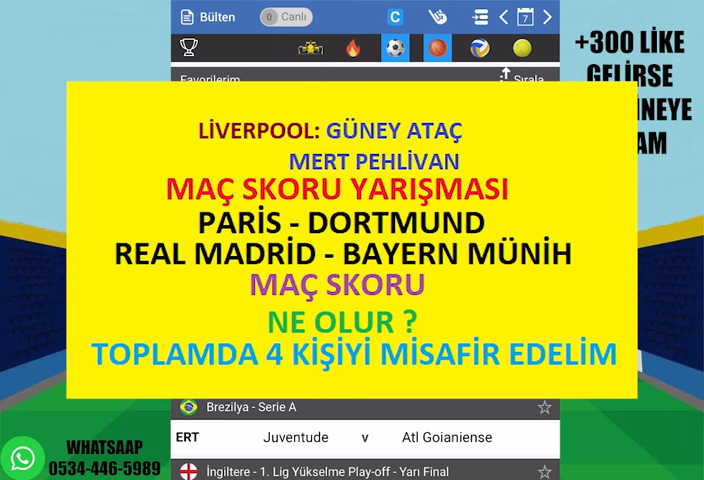 Bülten
0 Canlı
C
7
+300 LİKE
GELİRSE
Favorilerim
Sırala
LİVERPOOL: GÜNEY ATAÇ
MERT PEHLİVAN
MAÇ SKORU YARIŞMASI
PARİS - DORTMUND
REAL MADRİD - BAYERN MÜNİH
MAÇ SKORU
NE OLUR ?
TOPLAMDA 4 KİŞİYİ MİSAFİR EDELİM
Brezilya - Serie A
ERT Juventude v Atl Goianiense
İngiltere - 1. Lig Yükselme Play-off - Yarı Final
WHATSAAP
0534-446-5989